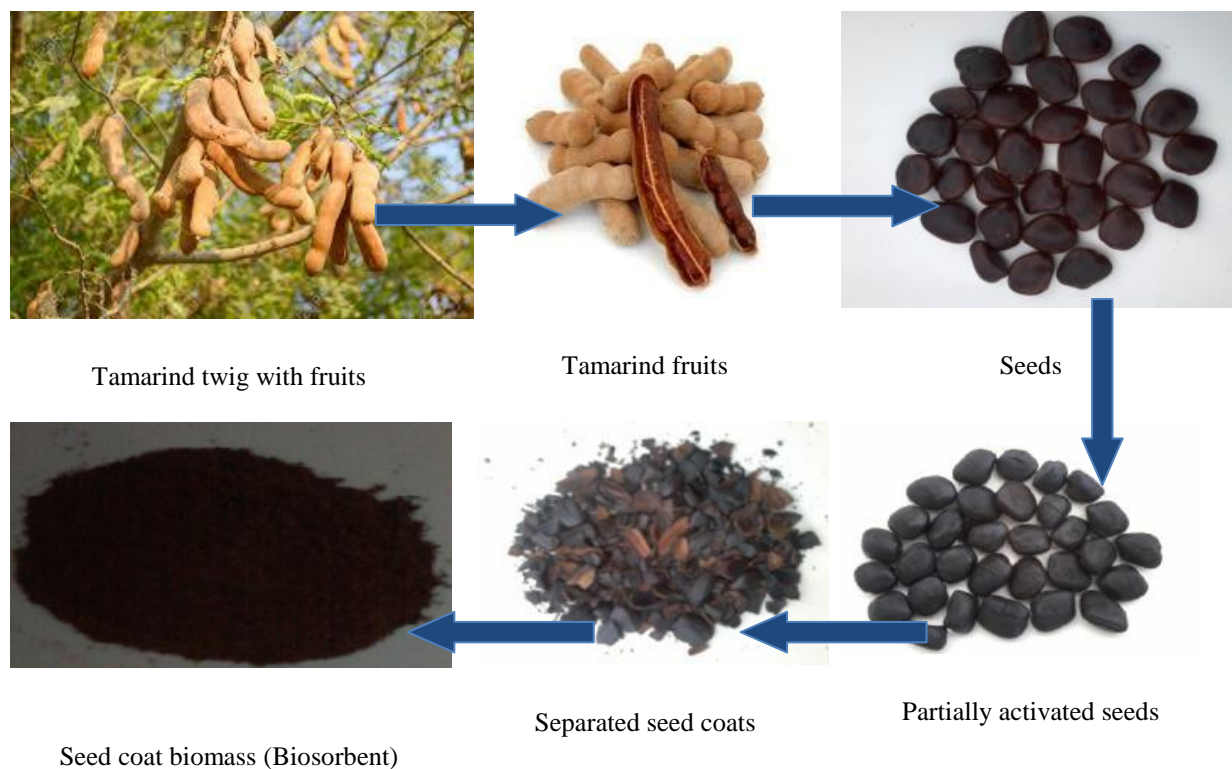 Tamarind twig with fruits
Tamarind fruits
Seeds
Partially activated seeds
Separated seed coats
Seed coat biomass (Biosorbent)